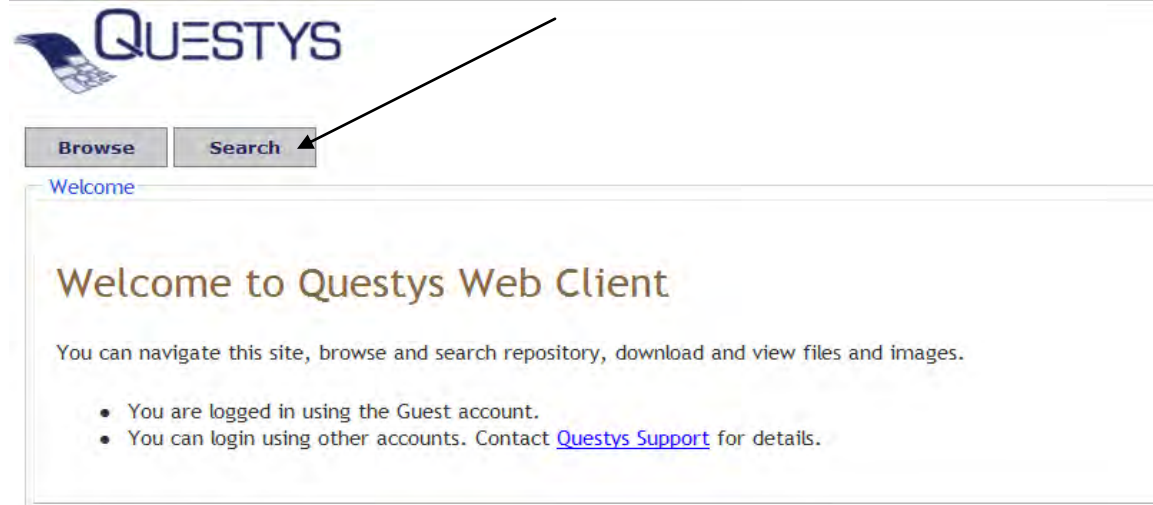 QUESTYS
Browse Search
Welcome
Welcome to Questys Web Client
You can navigate this site, browse and search repository, download and view files and images.
• You are logged in using the Guest account.
• You can login using other accounts. Contact Questys Support for details.